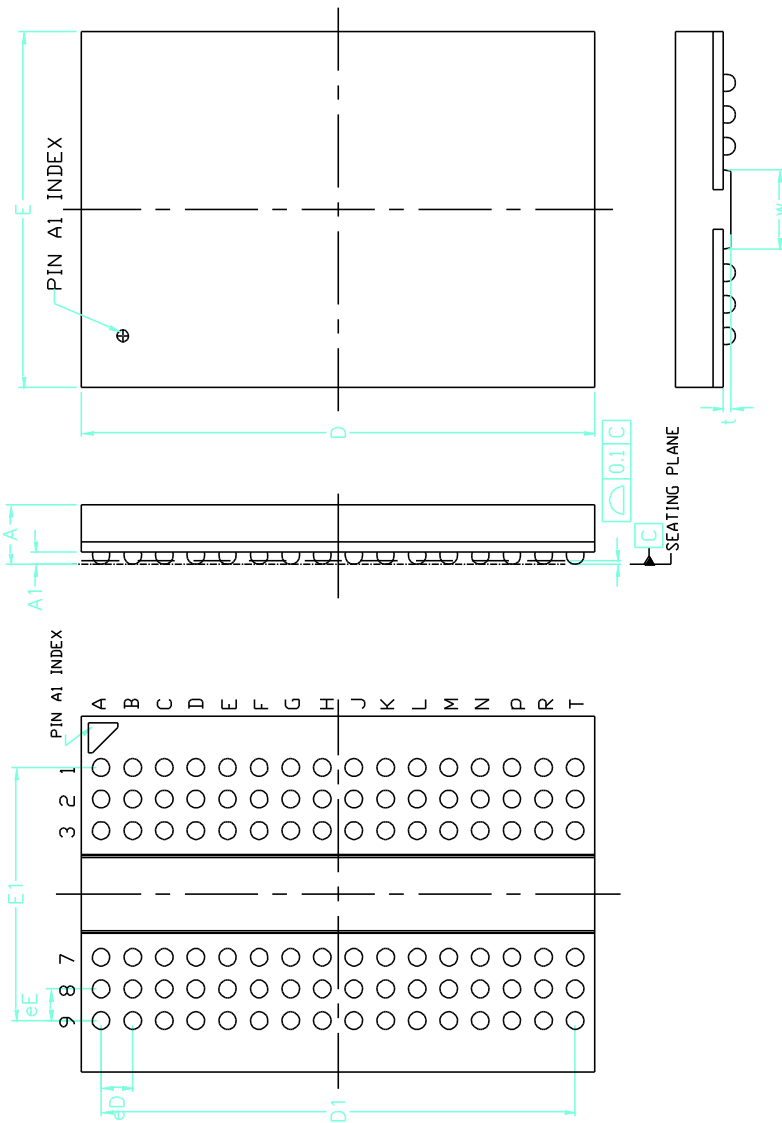 E
PIN A1 INDEX
D
W
t
A
A1
0.1 C
C
SEATING PLANE
PIN A1 INDEX
A B C D E F G H J K L M N P R T
1
2
3
7
8
9
E1
eE
eD1
D1